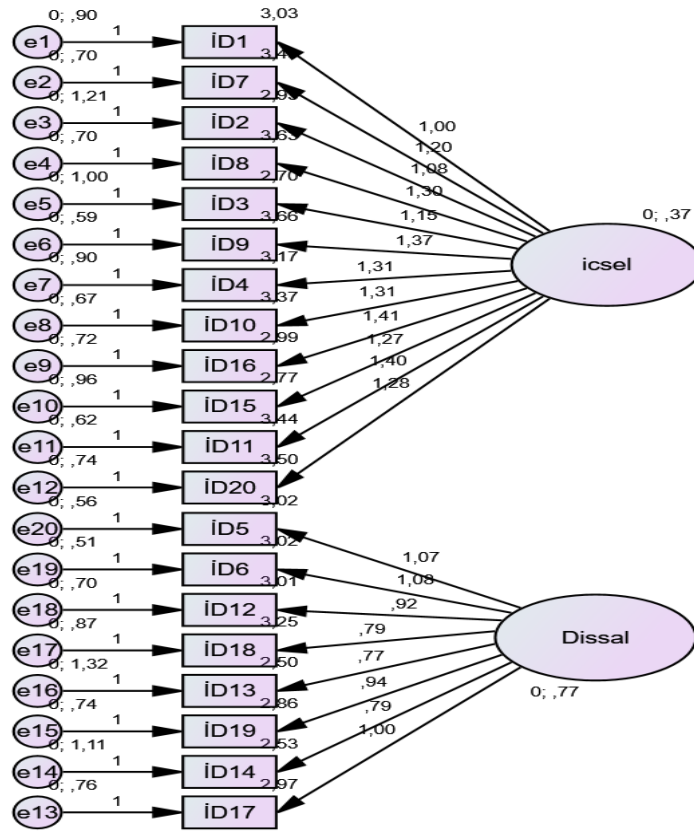 0; ,90 3,03
e1 1 İD1
0; ,70
e2 1 İD7
0; 1,21 2,93
e3 1 İD2
0; ,70 3,63
e4 1 İD8
0; 1,00 2,70
e5 1 İD3
0; ,59 3,66
e6 1 İD9
0; ,90 3,17
e7 1 İD4
0; ,67 3,37
e8 1 İD10
0; ,72 2,99
e9 1 İD16
0; ,96 2,77
e10 1 İD15
0; ,62 3,44
e11 1 İD11
0; ,74 3,50
e12 1 İD20
0; ,56 3,02
e20 1 İD5
0; ,51 3,02
e19 1 İD6
0; ,70 3,01
e18 1 İD12
0; ,87 3,25
e17 1 İD18
0; 1,32 2,50
e16 1 İD13
0; ,74 2,86
e15 1 İD19
0; 1,11 2,53
e14 1 İD14
0; ,76 2,97
e13 1 İD17
1,00
1,20
1,08
1,30
1,15
1,37
1,31
1,31
1,41
1,27
1,40
1,28
0; ,37
icsel
1,07
1,08
,92
,79
,77
,94
,79
1,00
Dissal
0; ,77